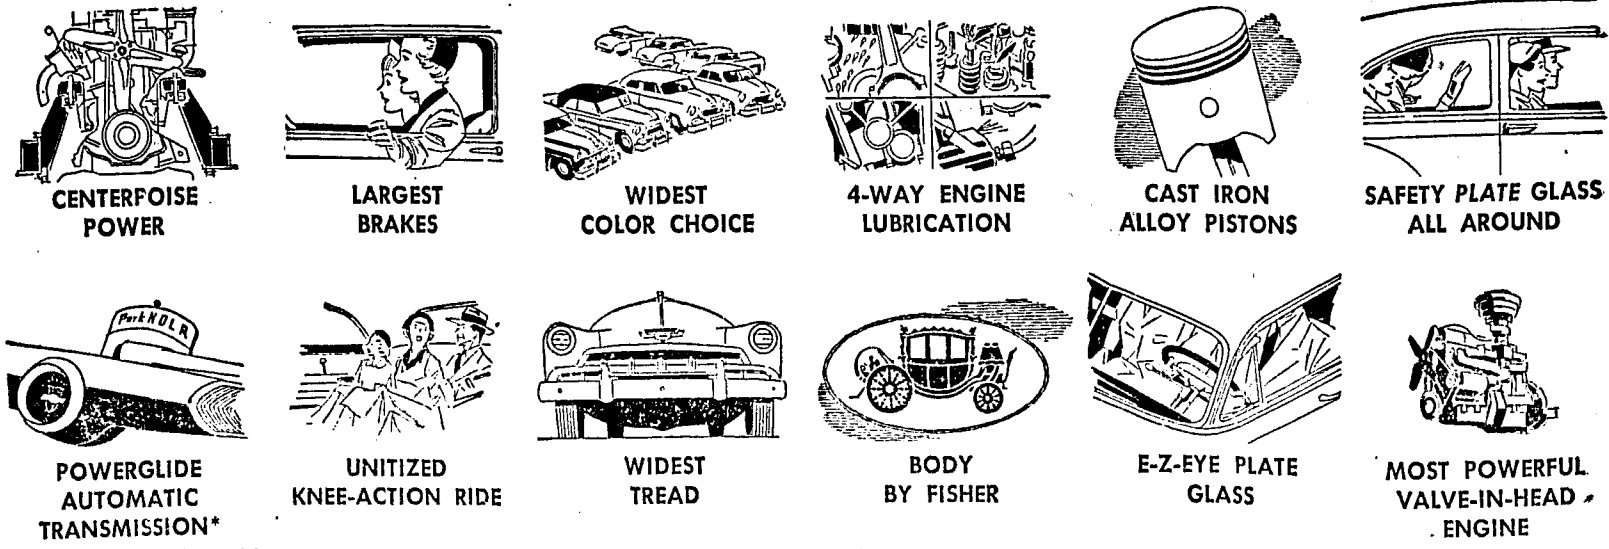 CENTERPOISE
POWER
LARGEST
BRAKES
WIDEST
COLOR CHOICE
4-WAY ENGINE
LUBRICATION
CAST IRON
ALLOY PISTONS
SAFETY PLATE GLASS
ALL AROUND
Park N D L R
POWERGLIDE
AUTOMATIC
TRANSMISSION*
UNITIZED
KNEE-ACTION RIDE
WIDEST
TREAD
BODY
BY FISHER
E-Z-EYE PLATE
GLASS
MOST POWERFUL
VALVE-IN-HEAD
ENGINE